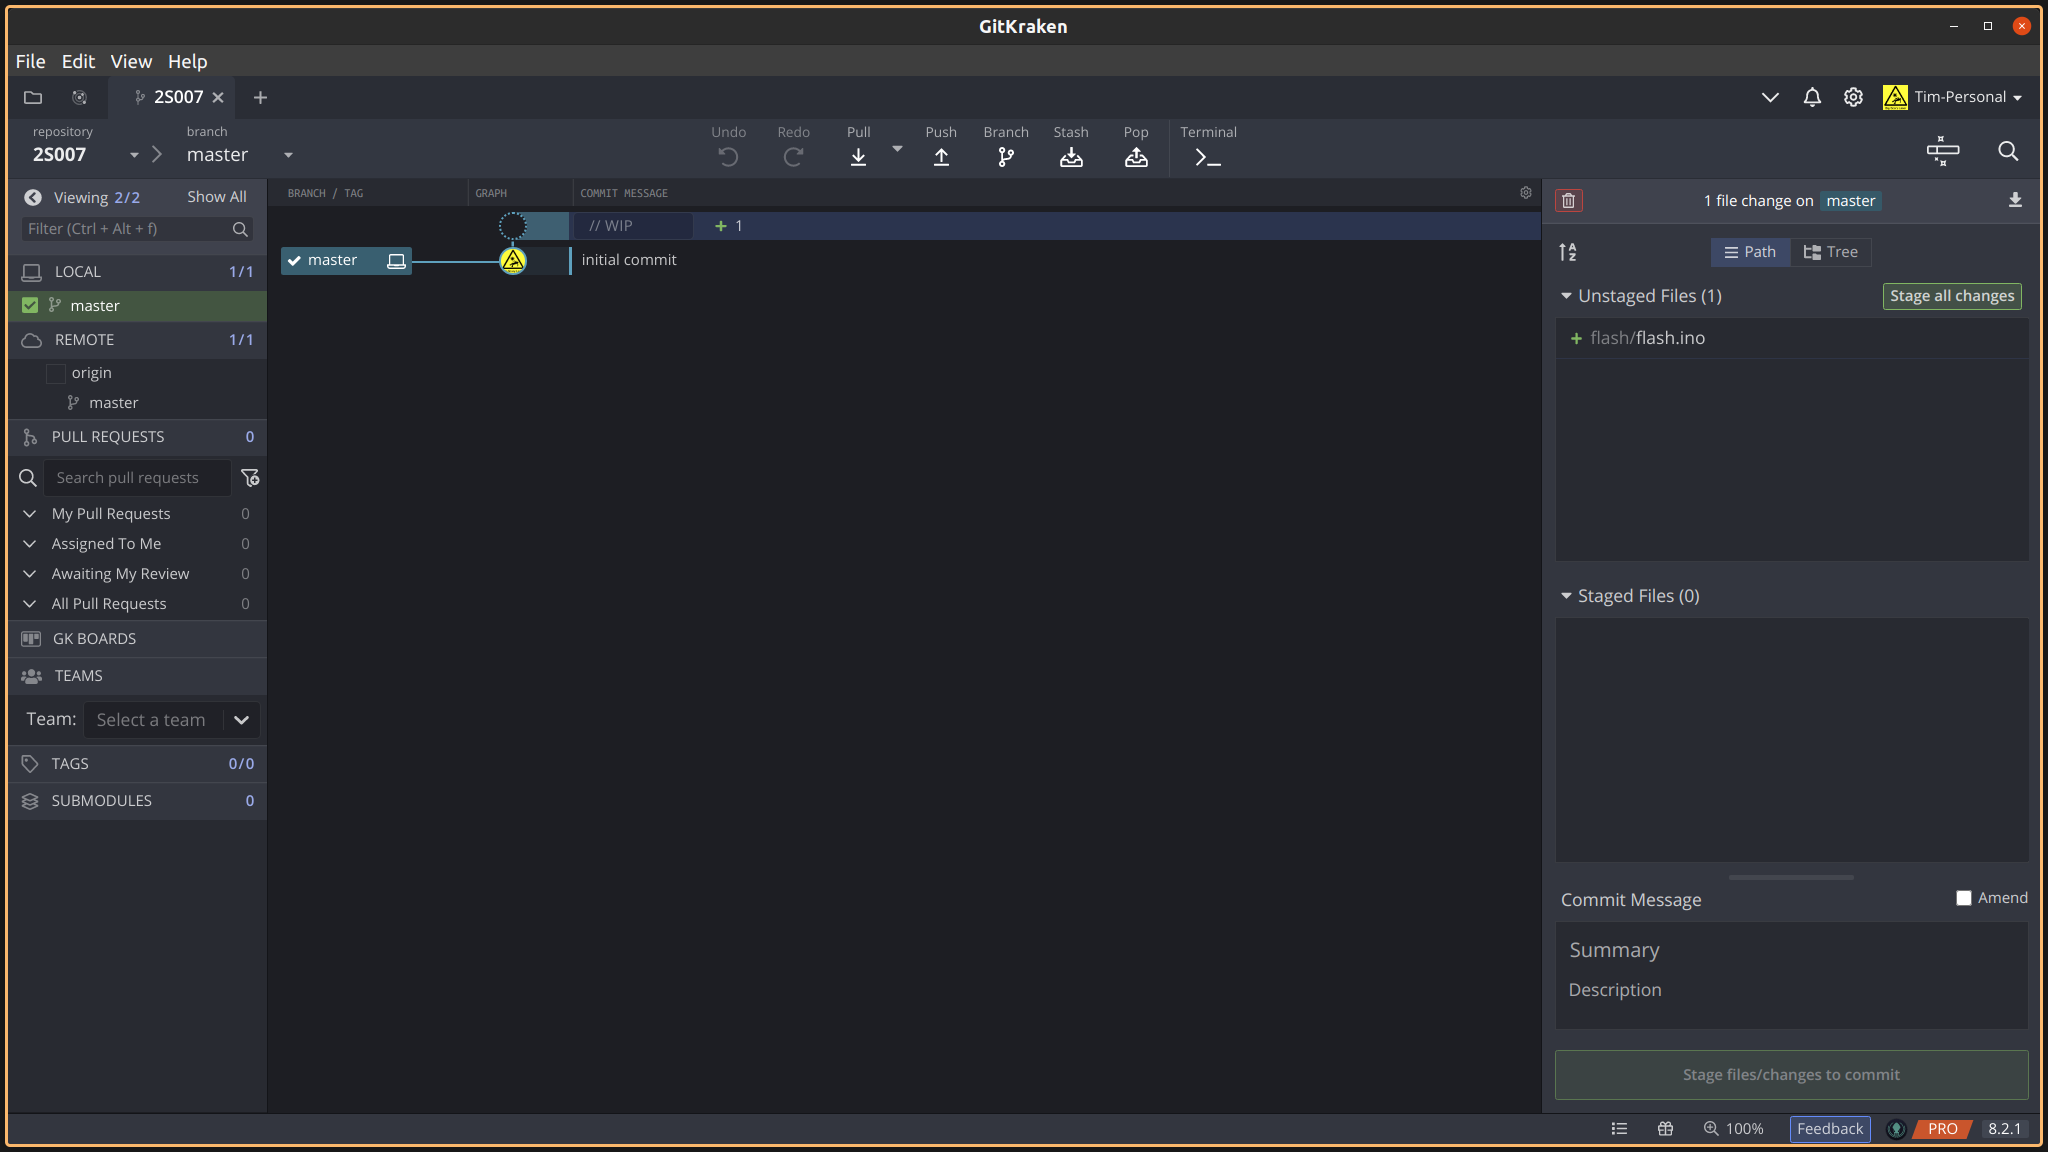 GitKraken
File Edit View Help
2S007
Tim-Personal
repository
2S007
branch
master
Undo
Redo
Pull
Push
Branch
Stash
Pop
Terminal
Viewing 2/2 Show All
Filter (Ctrl + Alt + f)
LOCAL 1/1
master
REMOTE 1/1
origin
master
PULL REQUESTS 0
Search pull requests
My Pull Requests 0
Assigned To Me 0
Awaiting My Review 0
All Pull Requests 0
GK BOARDS
TEAMS
Team: Select a team
TAGS 0/0
SUBMODULES 0
BRANCH / TAG GRAPH COMMIT MESSAGE
// WIP + 1
master initial commit
1 file change on master
A
Z
Path Tree
Unstaged Files (1) Stage all changes
+ flash/flash.ino
Staged Files (0)
Commit Message Amend
Summary
Description
Stage files/changes to commit
100% Feedback PRO 8.2.1